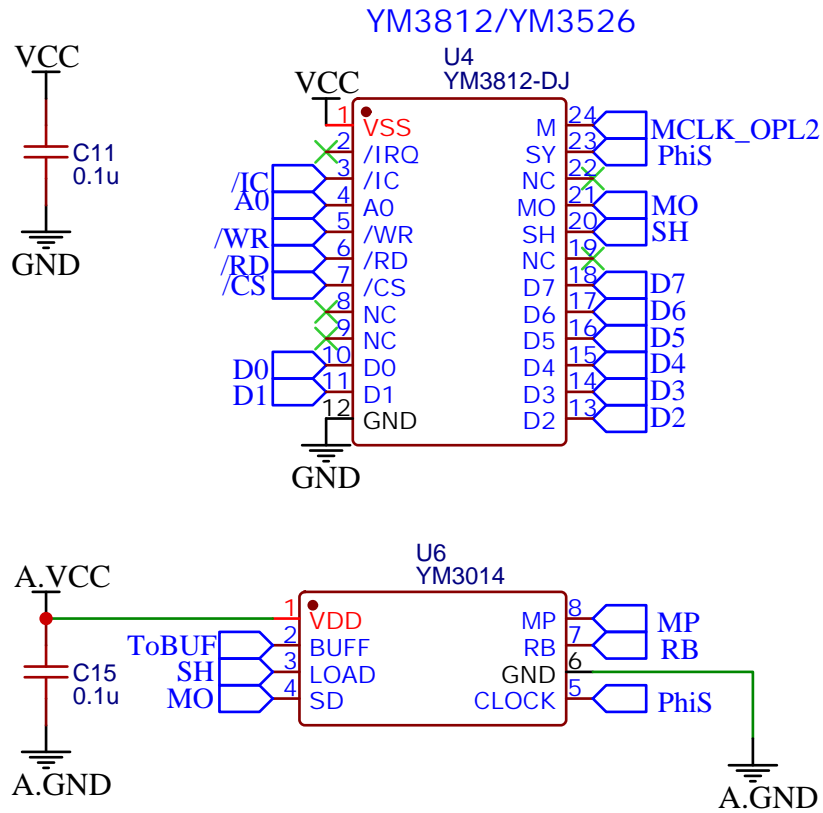 YM3812/YM3526
VCC
C11
0.1u
GND
U4
YM3812-DJ
VCC
1 VSS
2 /IRQ
/IC 3 /IC
A0 4 A0
/WR 5 /WR
/RD 6 /RD
/CS 7 /CS
8 NC
9 NC
D0 10 D0
D1 11 D1
12 GND
GND
M 24 MCLK_OPL2
SY 23 PhiS
NC 22
MO 21 MO
SH 20 SH
NC 19
D7 18 D7
D6 17 D6
D5 16 D5
D4 15 D4
D3 14 D3
D2 13 D2
A.VCC
C15
0.1u
A.GND
U6
YM3014
1 VDD
ToBUF 2 BUFF
SH 3 LOAD
MO 4 SD
MP 8 MP
RB 7 RB
GND 6
CLOCK 5 PhiS
A.GND